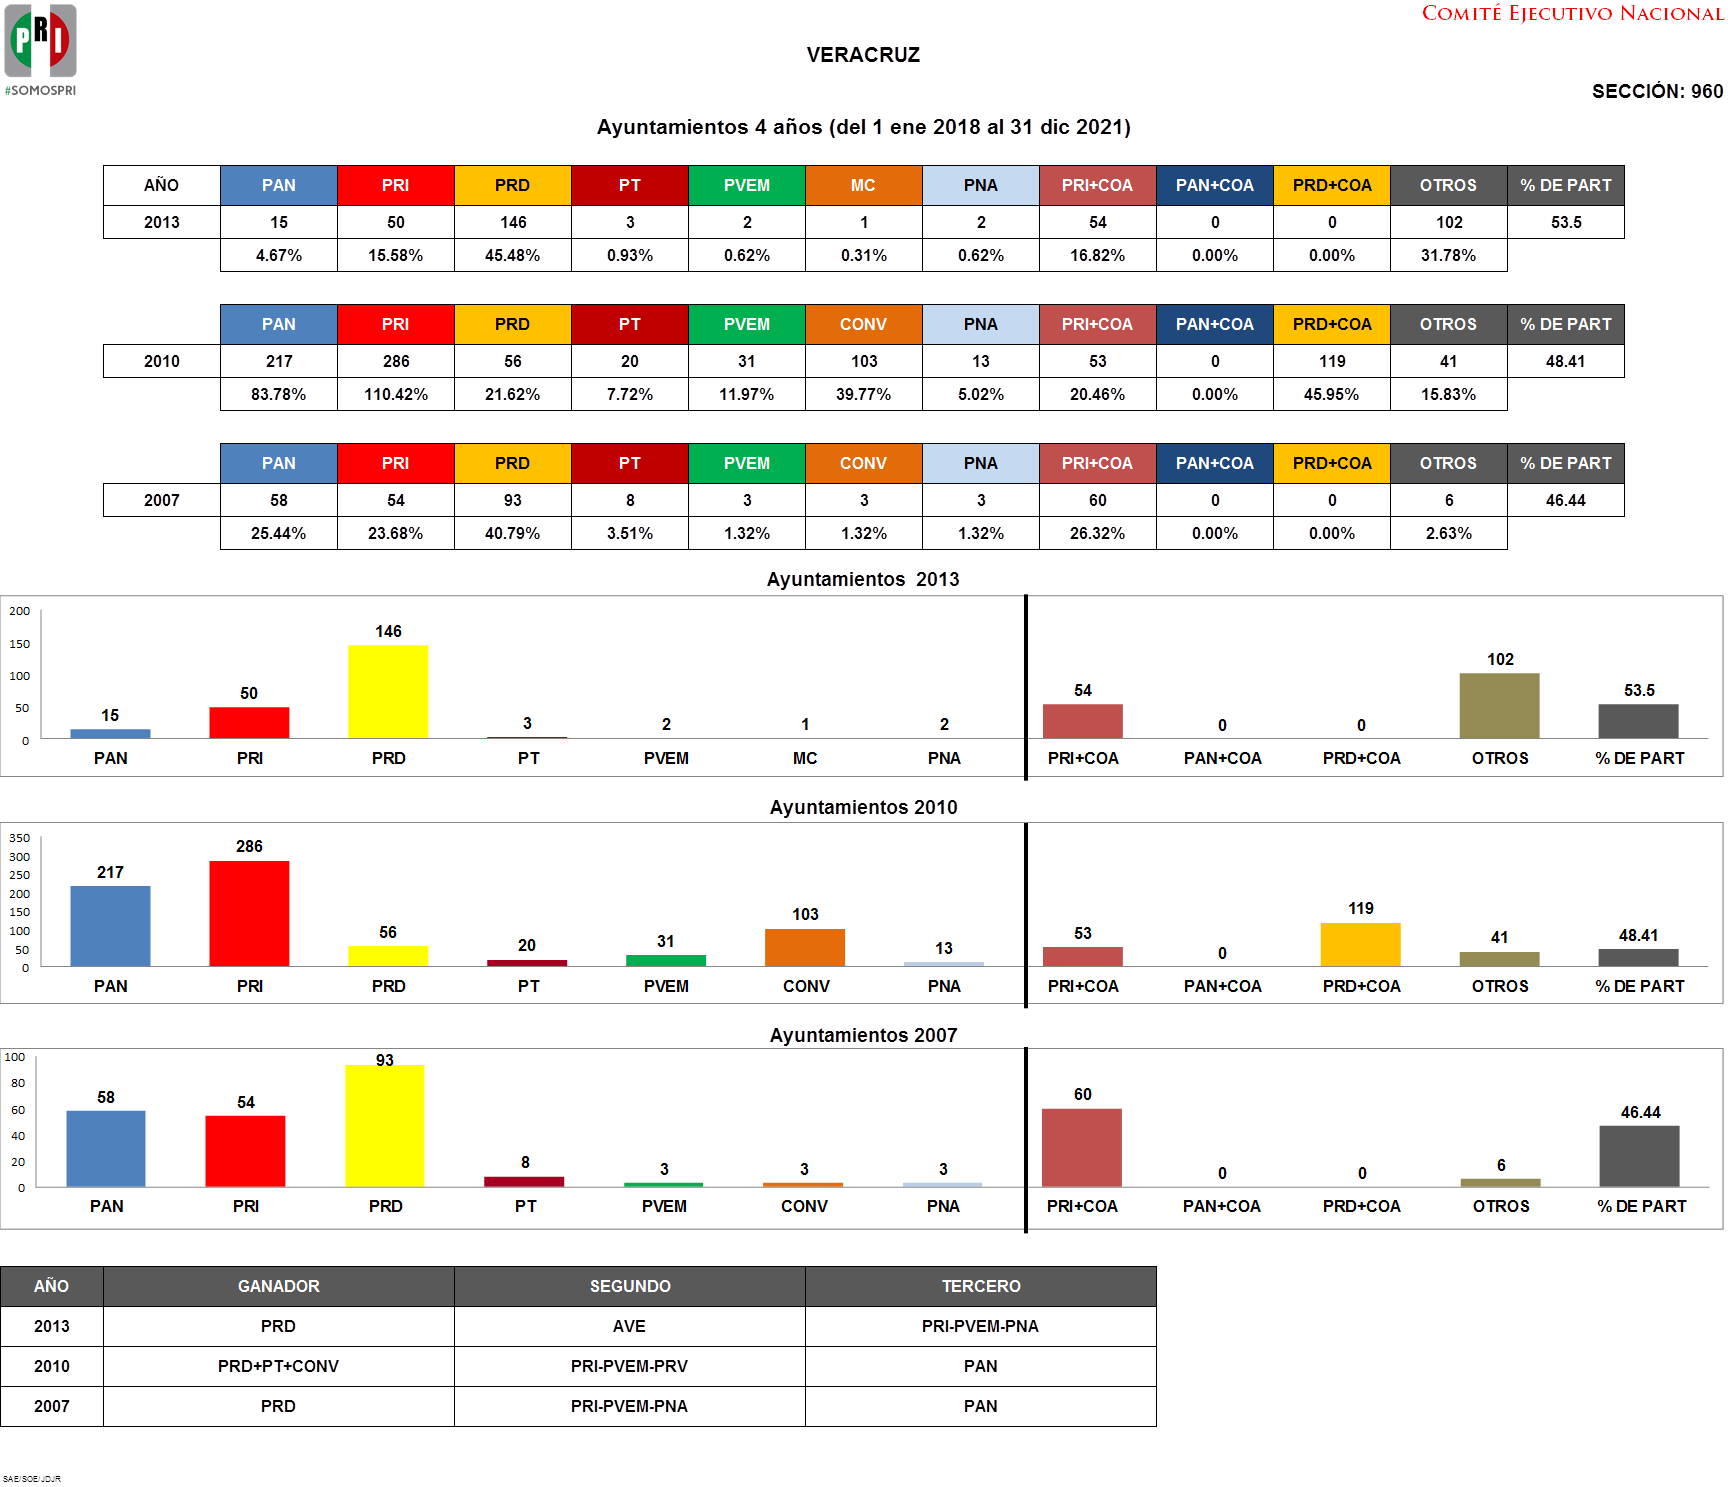 PRI
#SOMOSPRI
COMITÉ EJECUTIVO NACIONAL
VERACRUZ
SECCIÓN: 960
Ayuntamientos 4 años (del 1 ene 2018 al 31 dic 2021)
AÑO PAN PRI PRD PT PVEM MC PNA PRI+COA PAN+COA PRD+COA OTROS % DE PART
2013 15 50 146 3 2 1 2 54 0 0 102 53.5
4.67% 15.58% 45.48% 0.93% 0.62% 0.31% 0.62% 16.82% 0.00% 0.00% 31.78%
PAN PRI PRD PT PVEM CONV PNA PRI+COA PAN+COA PRD+COA OTROS % DE PART
2010 217 286 56 20 31 103 13 53 0 119 41 48.41
83.78% 110.42% 21.62% 7.72% 11.97% 39.77% 5.02% 20.46% 0.00% 45.95% 15.83%
PAN PRI PRD PT PVEM CONV PNA PRI+COA PAN+COA PRD+COA OTROS % DE PART
2007 58 54 93 8 3 3 3 60 0 0 6 46.44
25.44% 23.68% 40.79% 3.51% 1.32% 1.32% 1.32% 26.32% 0.00% 0.00% 2.63%
Ayuntamientos 2013
200
150
100
50
0
15 50 146 3 2 1 2 54 0 0 102 53.5
PAN PRI PRD PT PVEM MC PNA PRI+COA PAN+COA PRD+COA OTROS % DE PART
Ayuntamientos 2010
350
300
250
200
150
100
50
0
217 286 56 20 31 103 13 53 0 119 41 48.41
PAN PRI PRD PT PVEM CONV PNA PRI+COA PAN+COA PRD+COA OTROS % DE PART
Ayuntamientos 2007
100
80
60
40
20
0
58 54 93 8 3 3 3 60 0 0 6 46.44
PAN PRI PRD PT PVEM CONV PNA PRI+COA PAN+COA PRD+COA OTROS % DE PART
AÑO GANADOR SEGUNDO TERCERO
2013 PRD AVE PRI-PVEM-PNA
2010 PRD+PT+CONV PRI-PVEM-PRV PAN
2007 PRD PRI-PVEM-PNA PAN
SAE/SOE/JDJR